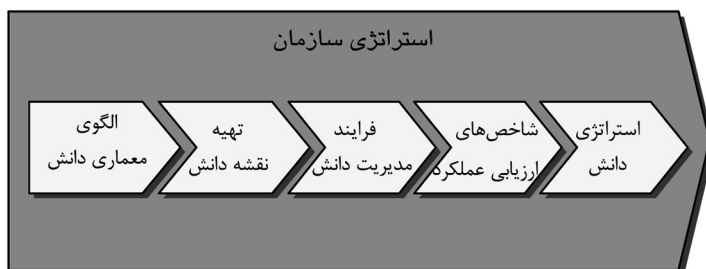 استراتژی سازمان
الگوی
معماری دانش
تهیه
نقشه دانش
فرایند
مدیریت دانش
شاخص‌های
ارزیابی عملکرد
استراتژی
دانش